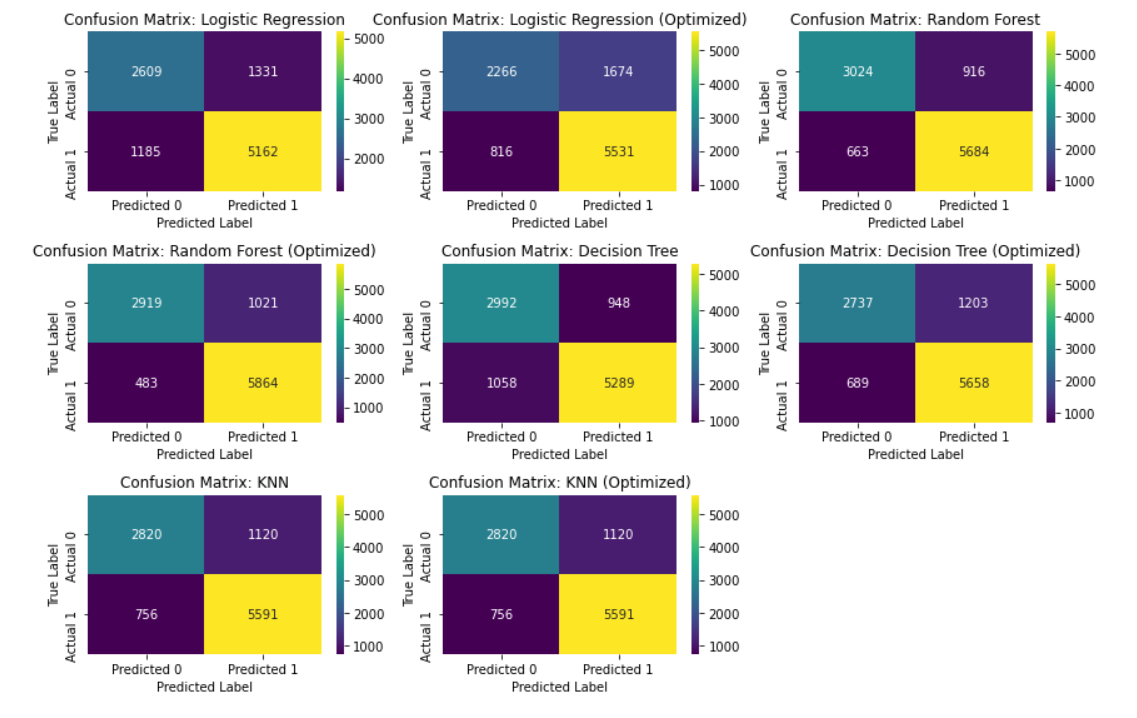 Confusion Matrix: Logistic Regression
True Label
Actual 0
Actual 1
2609 1331
1185 5162
5000
4000
3000
2000
Predicted 0 Predicted 1
Predicted Label
Confusion Matrix: Logistic Regression (Optimized)
True Label
Actual 0
Actual 1
2266 1674
816 5531
5000
4000
3000
2000
1000
Predicted 0 Predicted 1
Predicted Label
Confusion Matrix: Random Forest
True Label
Actual 0
Actual 1
3024 916
663 5684
5000
4000
3000
2000
1000
Predicted 0 Predicted 1
Predicted Label
Confusion Matrix: Random Forest (Optimized)
True Label
Actual 0
Actual 1
2919 1021
483 5864
5000
4000
3000
2000
1000
Predicted 0 Predicted 1
Predicted Label
Confusion Matrix: Decision Tree
True Label
Actual 0
Actual 1
2992 948
1058 5289
5000
4000
3000
2000
1000
Predicted 0 Predicted 1
Predicted Label
Confusion Matrix: Decision Tree (Optimized)
True Label
Actual 0
Actual 1
2737 1203
689 5658
5000
4000
3000
2000
1000
Predicted 0 Predicted 1
Predicted Label
Confusion Matrix: KNN
True Label
Actual 0
Actual 1
2820 1120
756 5591
5000
4000
3000
2000
1000
Predicted 0 Predicted 1
Predicted Label
Confusion Matrix: KNN (Optimized)
True Label
Actual 0
Actual 1
2820 1120
756 5591
5000
4000
3000
2000
1000
Predicted 0 Predicted 1
Predicted Label